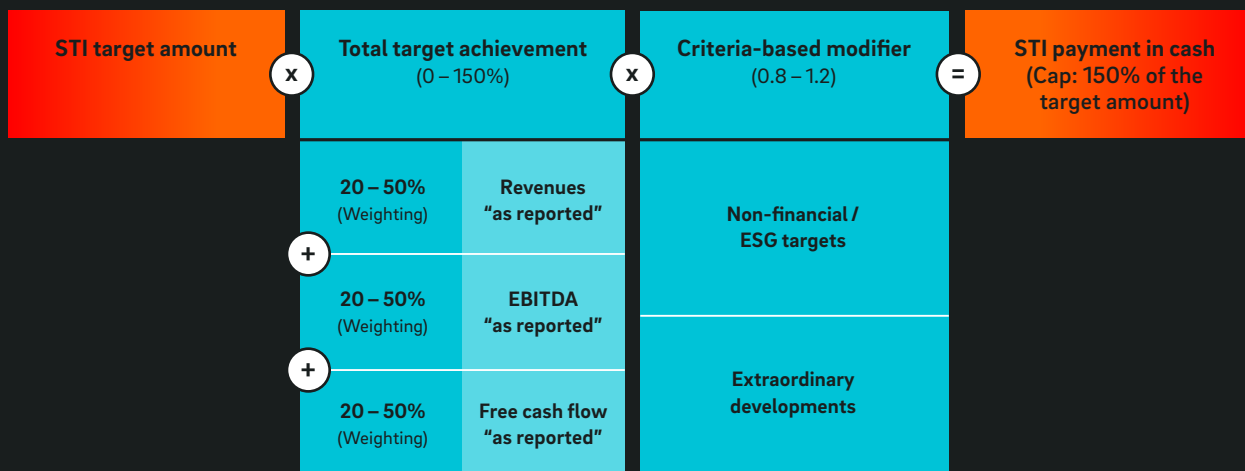 STI target amount
x
Total target achievement
(0 – 150%)
x
Criteria-based modifier
(0.8 – 1.2)
=
STI payment in cash
(Cap: 150% of the
target amount)
20 – 50%
(Weighting)
Revenues
“as reported”
+
20 – 50%
(Weighting)
EBITDA
“as reported”
+
20 – 50%
(Weighting)
Free cash flow
“as reported”
Non-financial /
ESG targets
Extraordinary
developments